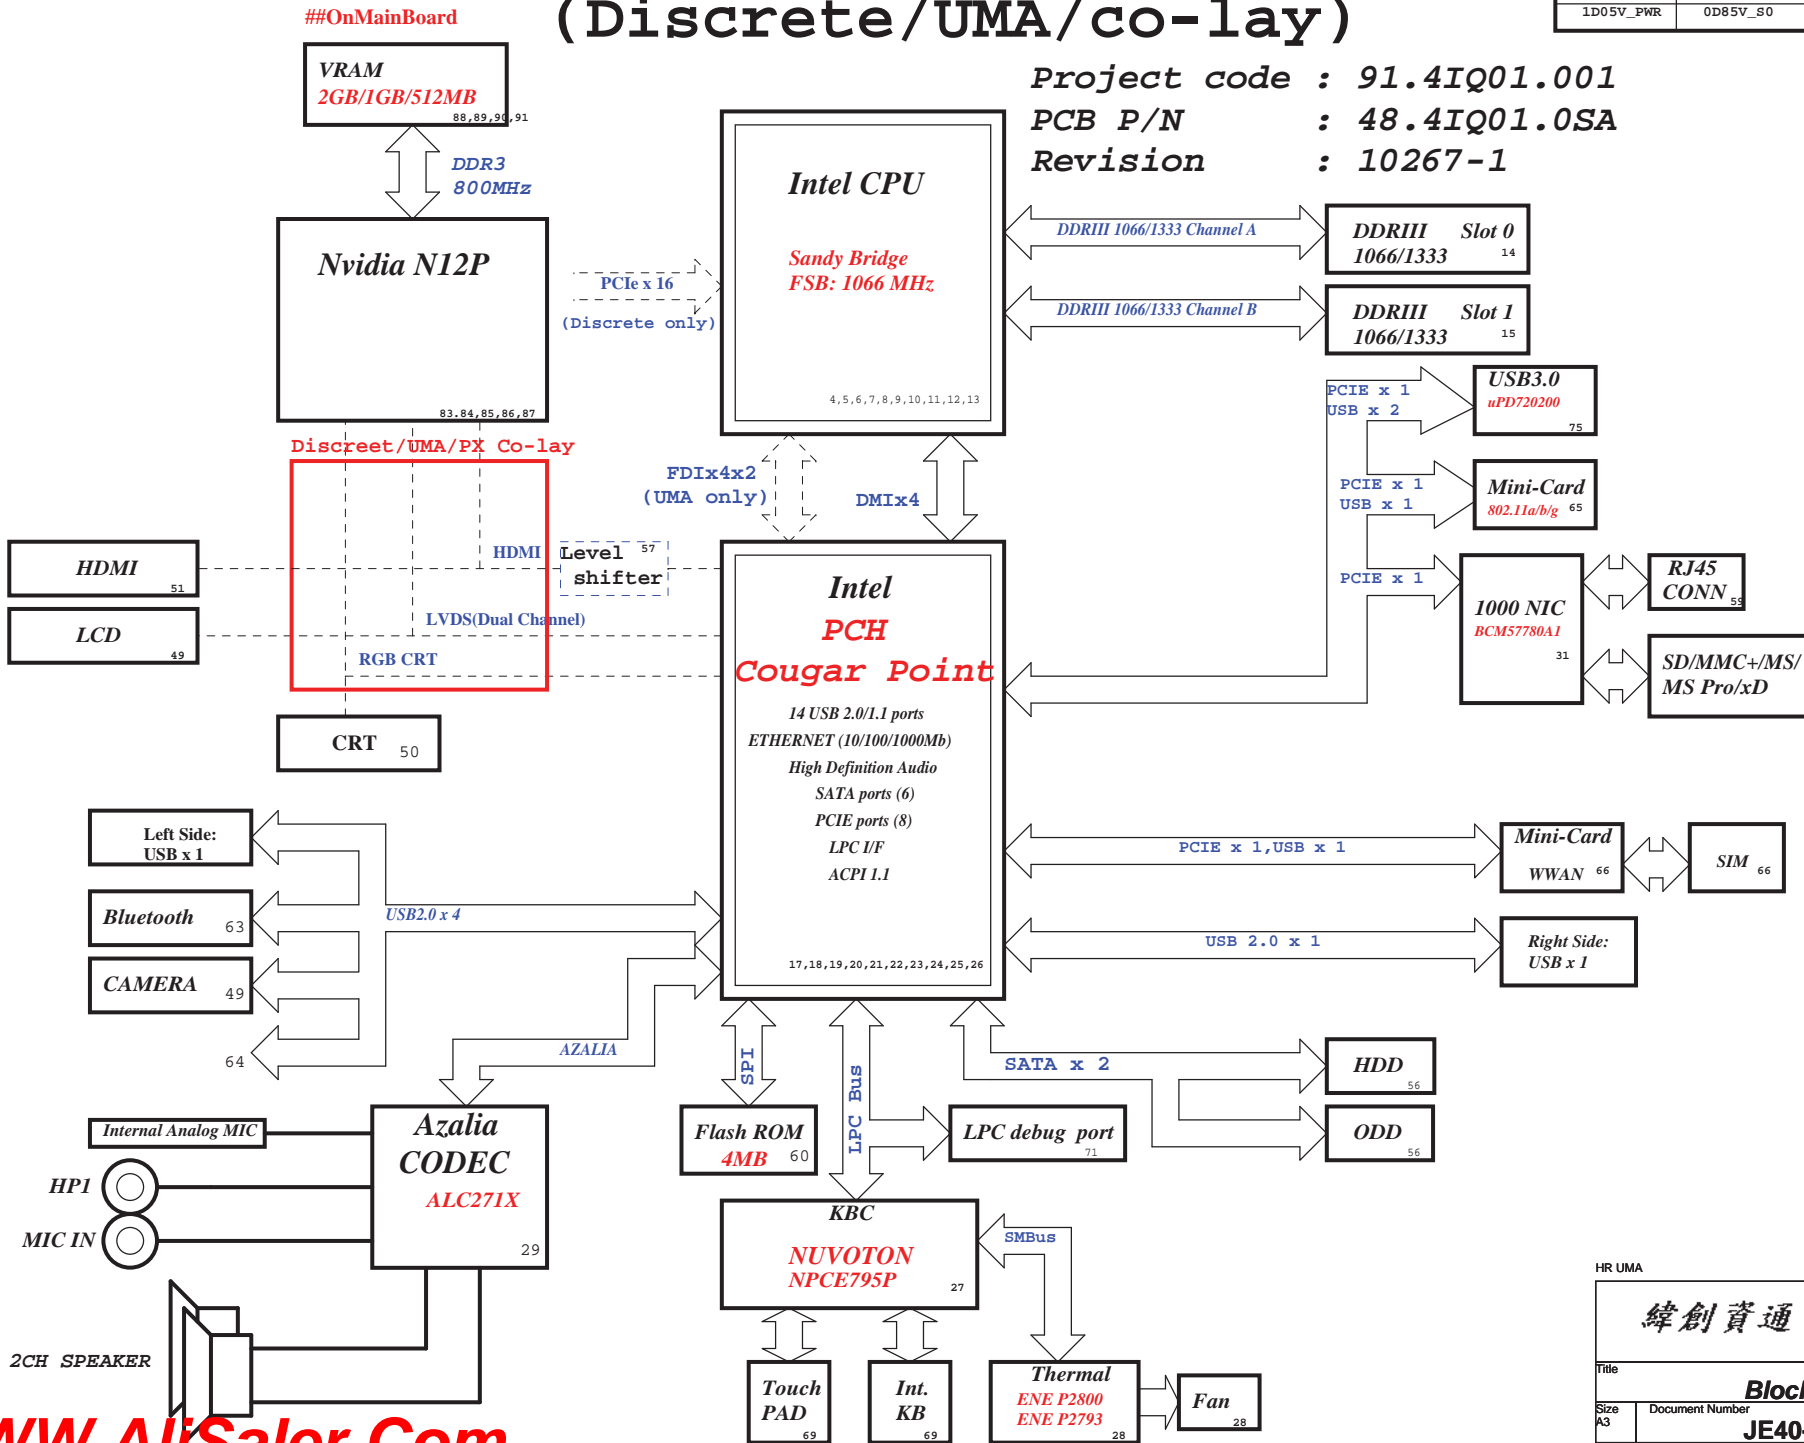 ##OnMainBoard
(Discrete/UMA/co-lay)
1D05V_PWR 0D85V_S0
Project code : 91.4IQ01.001
PCB P/N : 48.4IQ01.0SA
Revision : 10267-1
VRAM
2GB/1GB/512MB
88,89,90,91
DDR3
800MHz
Nvidia N12P
83.84,85,86,87
PCIe x 16
(Discrete only)
Intel CPU
Sandy Bridge
FSB: 1066 MHz
4,5,6,7,8,9,10,11,12,13
DDRIII 1066/1333 Channel A
DDRIII Slot 0
1066/1333 14
DDRIII 1066/1333 Channel B
DDRIII Slot 1
1066/1333 15
PCIE x 1
USB x 2
USB3.0
uPD720200
75
PCIE x 1
USB x 1
Mini-Card
802.11a/b/g 65
PCIE x 1
1000 NIC
BCM57780A1
31
RJ45
CONN 59
SD/MMC+/MS/
MS Pro/xD
Discreet/UMA/PX Co-lay
FDIx4x2
(UMA only)
DMIx4
HDMI
51
HDMI
Level 57
shifter
LCD
49
LVDS(Dual Channel)
RGB CRT
CRT 50
Intel
PCH
Cougar Point
14 USB 2.0/1.1 ports
ETHERNET (10/100/1000Mb)
High Definition Audio
SATA ports (6)
PCIE ports (8)
LPC I/F
ACPI 1.1
17,18,19,20,21,22,23,24,25,26
Left Side:
USB x 1
Bluetooth 63
CAMERA 49
64
USB2.0 x 4
AZALIA
PCIE x 1,USB x 1
Mini-Card
WWAN 66
SIM 66
USB 2.0 x 1
Right Side:
USB x 1
SPI
LPC Bus
SATA x 2
HDD
56
ODD
56
Flash ROM
4MB 60
LPC debug port
71
Internal Analog MIC
HP1
MIC IN
2CH SPEAKER
Azalia
CODEC
ALC271X
29
KBC
NUVOTON
NPCE795P
27
SMBus
Touch
PAD
69
Int.
KB
69
Thermal
ENE P2800
ENE P2793
28
Fan
28
HR UMA
緯創資通
Title
Block
Size
A3
Document Number
JE40-
WW.AliSaler.Com